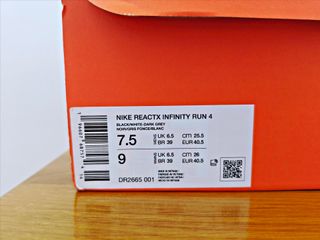 NIKE REACTX INFINITY RUN 4
BLACK/WHITE-DARK GREY
NOIR/GRIS FONCE/BLANC
7.5 UK 6.5 CM 25.5
BR 39 EUR 40.5
9 UK 6.5 CM 26
BR 39 EUR 40.5
DR2665 001